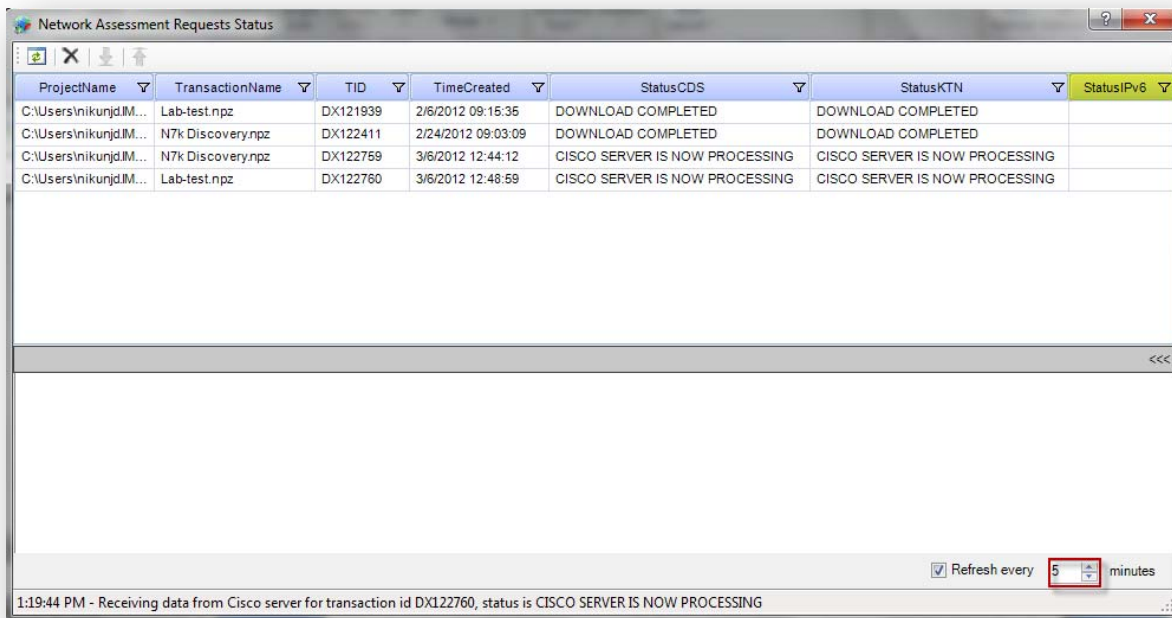 Network Assessment Requests Status
ProjectName TransactionName TID TimeCreated StatusCDS StatusKTN StatusIPv6
C:\Users\nikunjd.IM... Lab-test.npz DX121939 2/6/2012 09:15:35 DOWNLOAD COMPLETED DOWNLOAD COMPLETED
C:\Users\nikunjd.IM... N7k Discovery.npz DX122411 2/24/2012 09:03:09 DOWNLOAD COMPLETED DOWNLOAD COMPLETED
C:\Users\nikunjd.IM... N7k Discovery.npz DX122759 3/6/2012 12:44:12 CISCO SERVER IS NOW PROCESSING CISCO SERVER IS NOW PROCESSING
C:\Users\nikunjd.IM... Lab-test.npz DX122760 3/6/2012 12:48:59 CISCO SERVER IS NOW PROCESSING CISCO SERVER IS NOW PROCESSING
<<<
Refresh every 5 minutes
1:19:44 PM - Receiving data from Cisco server for transaction id DX122760, status is CISCO SERVER IS NOW PROCESSING